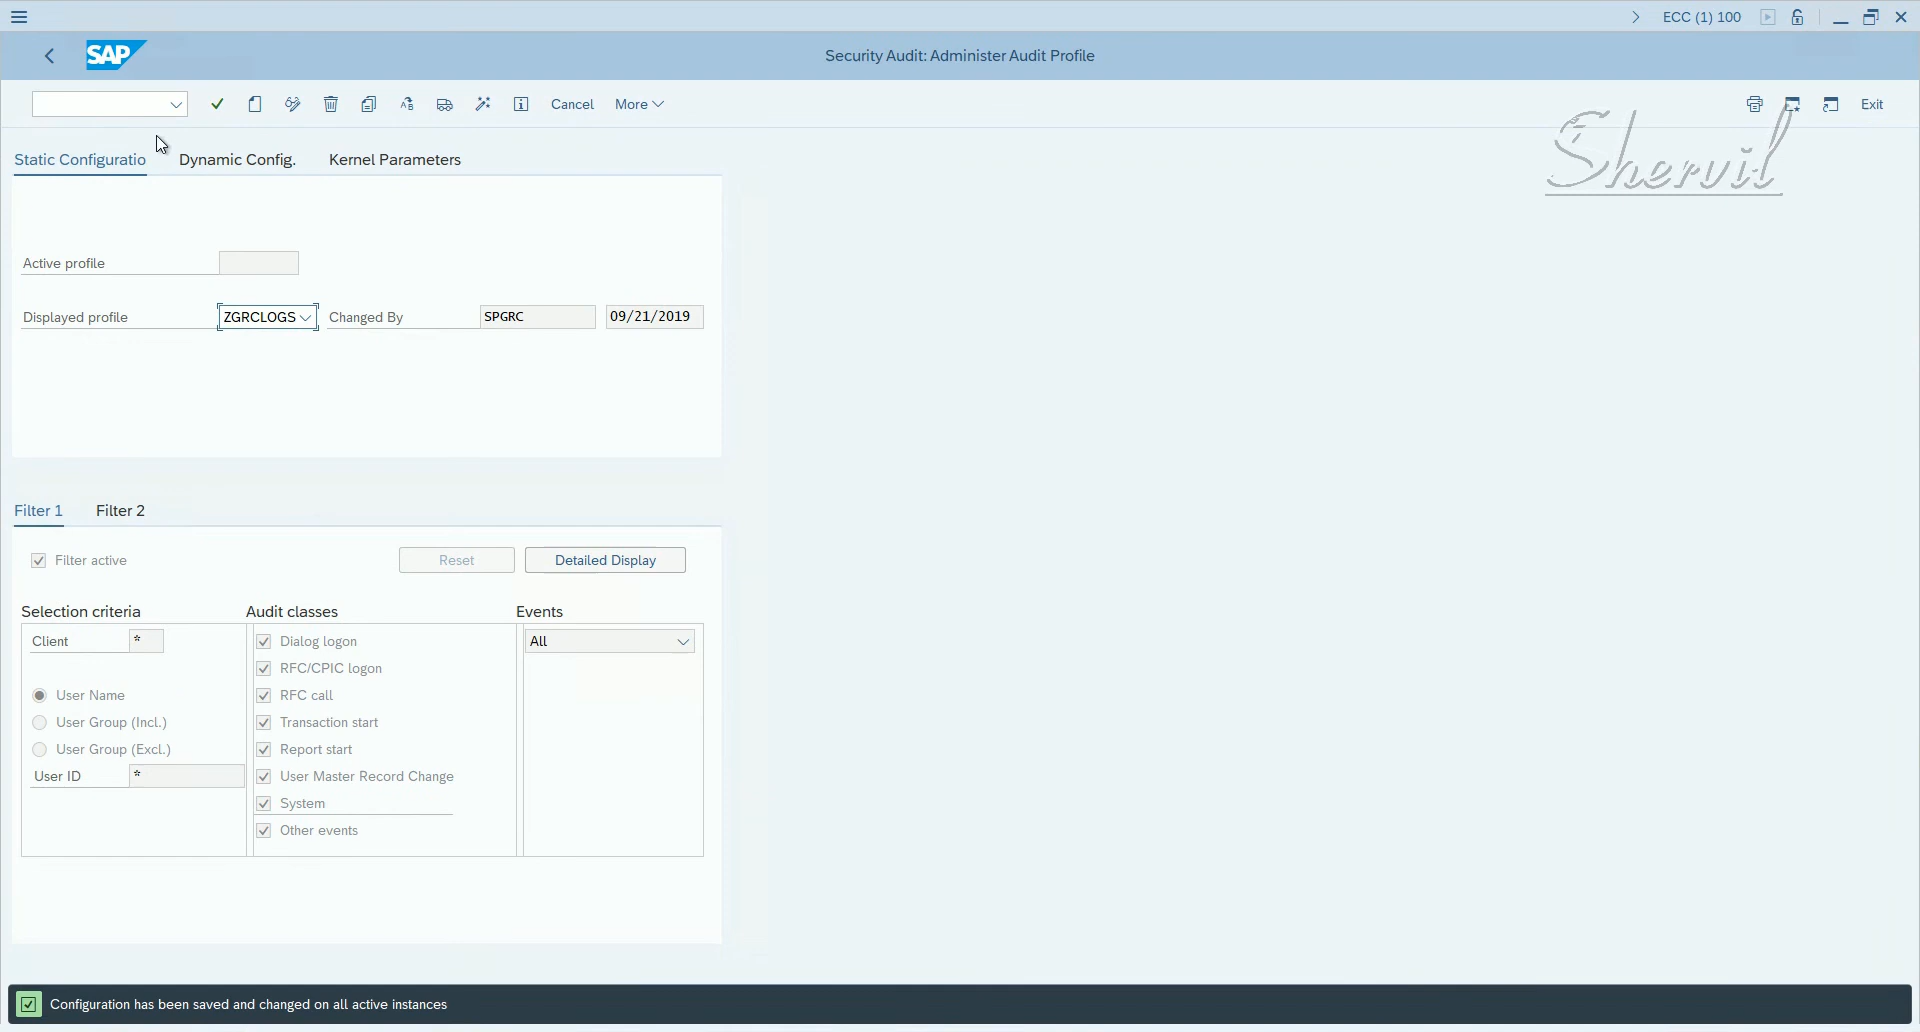 ECC (1) 100
SAP
Security Audit: Administer Audit Profile
Cancel
More
Exit
Shervil
Static Configuratio
Dynamic Config.
Kernel Parameters
Active profile
Displayed profile
ZGRCLOGS
Changed By
SPGRC
09/21/2019
Filter 1
Filter 2
Filter active
Reset
Detailed Display
Selection criteria
Audit classes
Events
Client
*
Dialog logon
All
RFC/CPIC logon
User Name
RFC call
User Group (Incl.)
Transaction start
User Group (Excl.)
Report start
User ID
*
User Master Record Change
System
Other events
Configuration has been saved and changed on all active instances